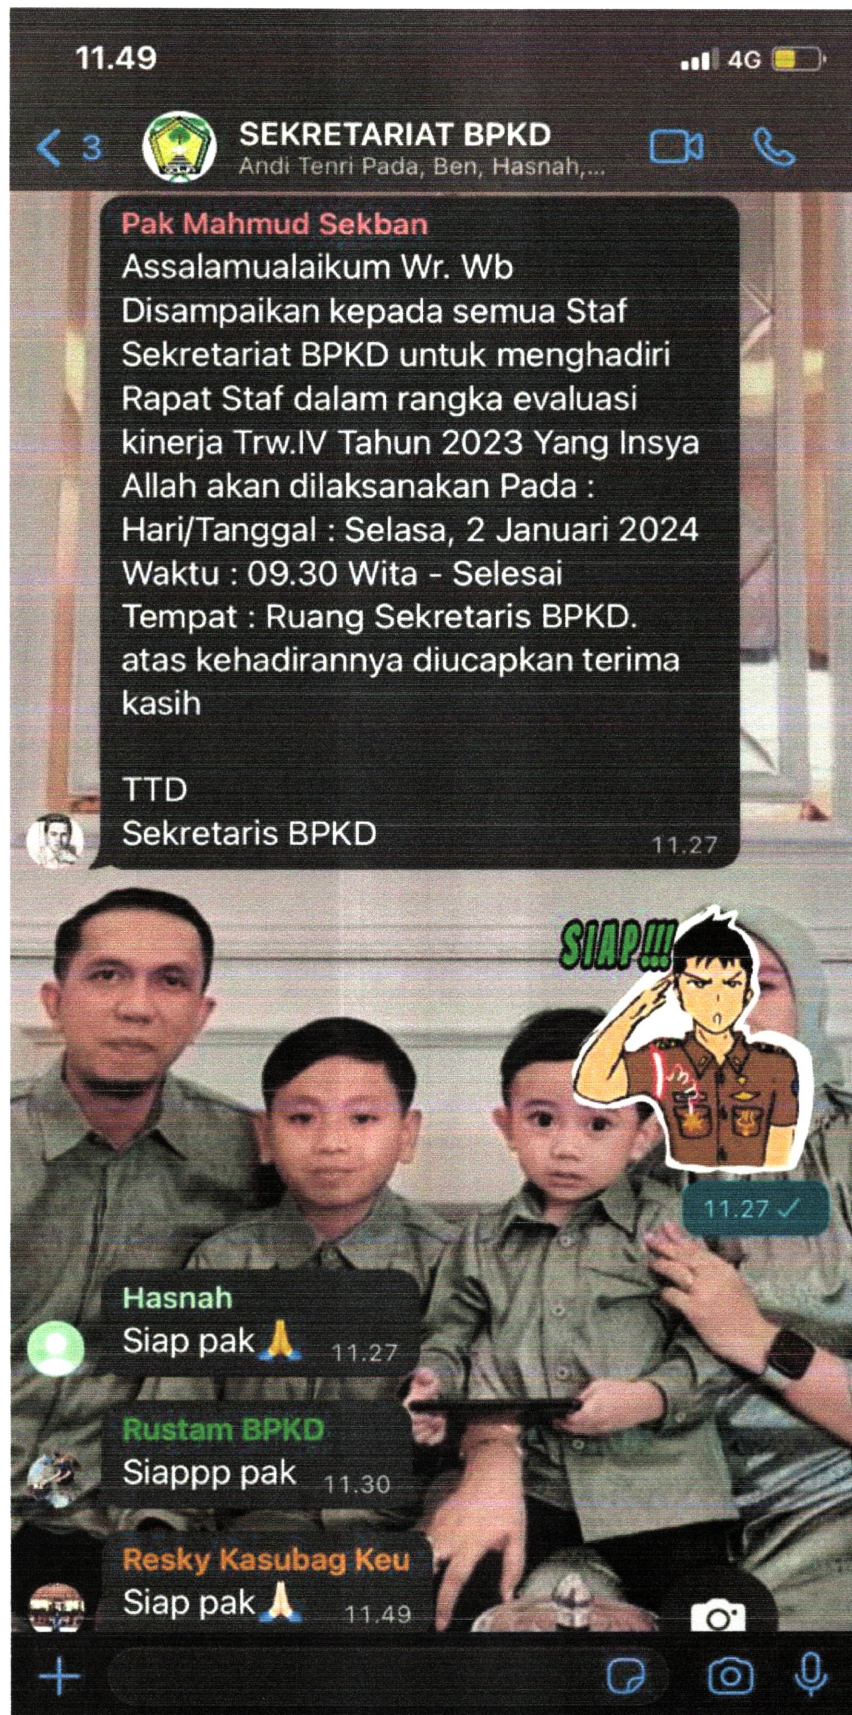 11.49
4G
3
SEKRETARIAT BPKD
Andi Tenri Pada, Ben, Hasnah,...
Pak Mahmud Sekban
Assalamualaikum Wr. Wb
Disampaikan kepada semua Staf
Sekretariat BPKD untuk menghadiri
Rapat Staf dalam rangka evaluasi
kinerja Trw.IV Tahun 2023 Yang Insya
Allah akan dilaksanakan Pada :
Hari/Tanggal : Selasa, 2 Januari 2024
Waktu : 09.30 Wita - Selesai
Tempat : Ruang Sekretaris BPKD.
atas kehadirannya diucapkan terima
kasih
TTD
Sekretaris BPKD
11.27
SIAP!!!
11.27
Hasnah
Siap pak🙏
11.27
Rustam BPKD
Siappp pak
11.30
Resky Kasubag Keu
Siap pak🙏🏻
11.49